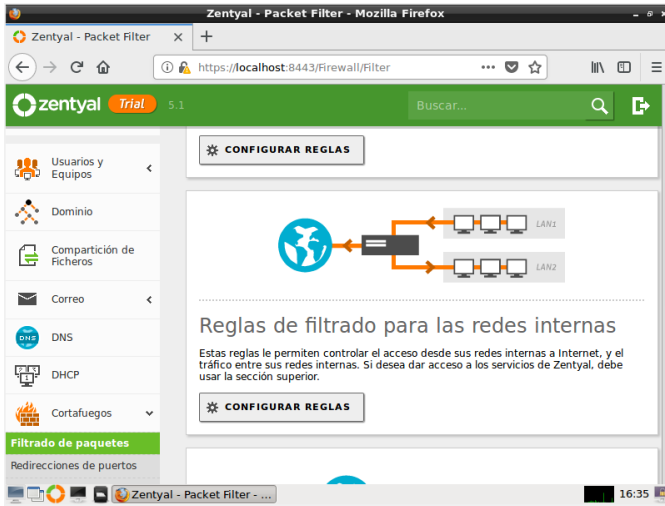 Zentyal - Packet Filter - Mozilla Firefox
Zentyal - Packet Filter
https://localhost:8443/Firewall/Filter
zentyal Trial 5.1
Buscar...
Usuarios y
Equipos
Dominio
Compartición de
Ficheros
Correo
DNS
DNS
DHCP
Cortafuegos
Filtrado de paquetes
Redirecciones de puertos
CONFIGURAR REGLAS
LAN1
LAN2
Reglas de filtrado para las redes internas
Estas reglas le permiten controlar el acceso desde sus redes internas a Internet, y el
tráfico entre sus redes internas. Si desea dar acceso a los servicios de Zentyal, debe
usar la sección superior.
CONFIGURAR REGLAS
Zentyal - Packet Filter - ...
16:35